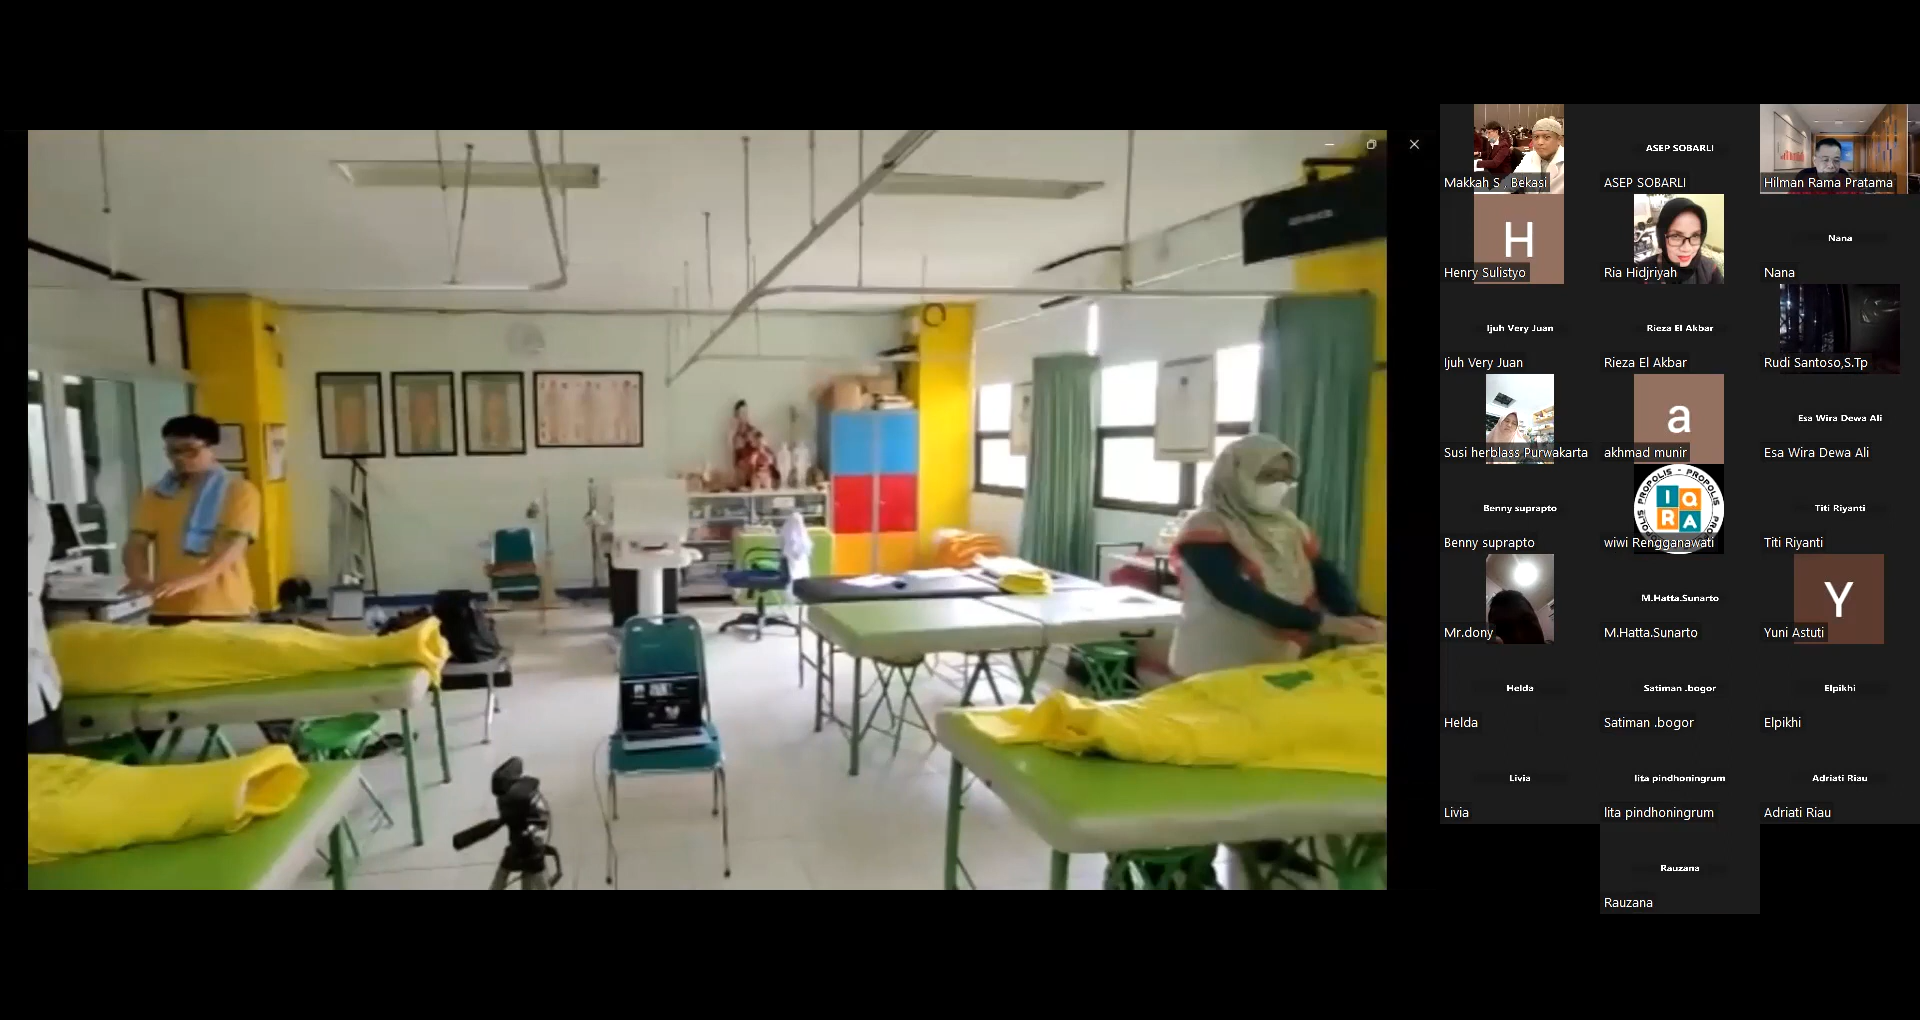 Makkah S , Bekasi
ASEP SOBARLI
ASEP SOBARLI
Hilman Rama Pratama
H
Henry Sulistyo
Ria Hidjriyah
Nana
Nana
Ijuh Very Juan
Ijuh Very Juan
Rieza El Akbar
Rieza El Akbar
Rudi Santoso,S.Tp
Susi herblass Purwakarta
a
akhmad munir
Esa Wira Dewa Ali
Esa Wira Dewa Ali
Benny suprapto
Benny suprapto
PROPOLIS - PROPOLIS
IQ
RA
wiwi Rengganawati
Titi Riyanti
Titi Riyanti
Mr.dony
M.Hatta.Sunarto
M.Hatta.Sunarto
Y
Yuni Astuti
Helda
Helda
Satiman .bogor
Satiman .bogor
Elpikhi
Elpikhi
Livia
Livia
lita pindhoningrum
lita pindhoningrum
Adriati Riau
Adriati Riau
Rauzana
Rauzana